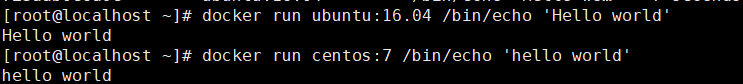 [root@localhost ~]# docker run ubuntu:16.04 /bin/echo 'Hello world'
Hello world
[root@localhost ~]# docker run centos:7 /bin/echo 'hello world'
hello world